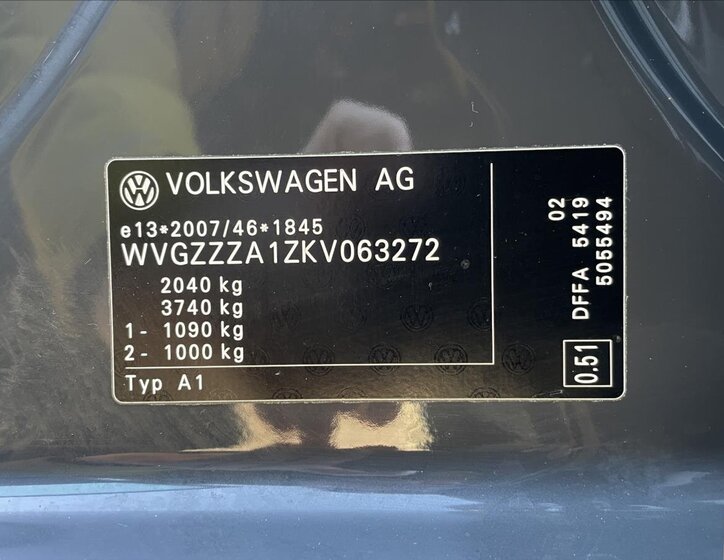 VOLKSWAGEN AG
e13*2007/46*1845
WVGZZZA1ZKV063272
2040 kg
3740 kg
1 - 1090 kg
2 - 1000 kg
Typ A1
02
DFFA 5419
5055494
0.51